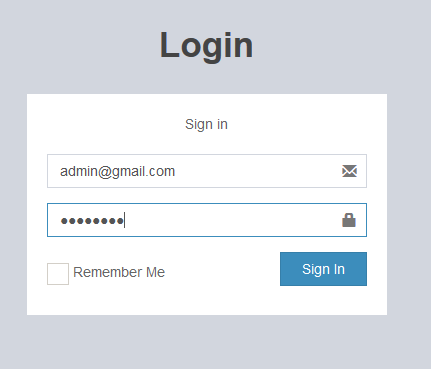 Login
Sign in
admin@gmail.com
••••••••
Remember Me
Sign In